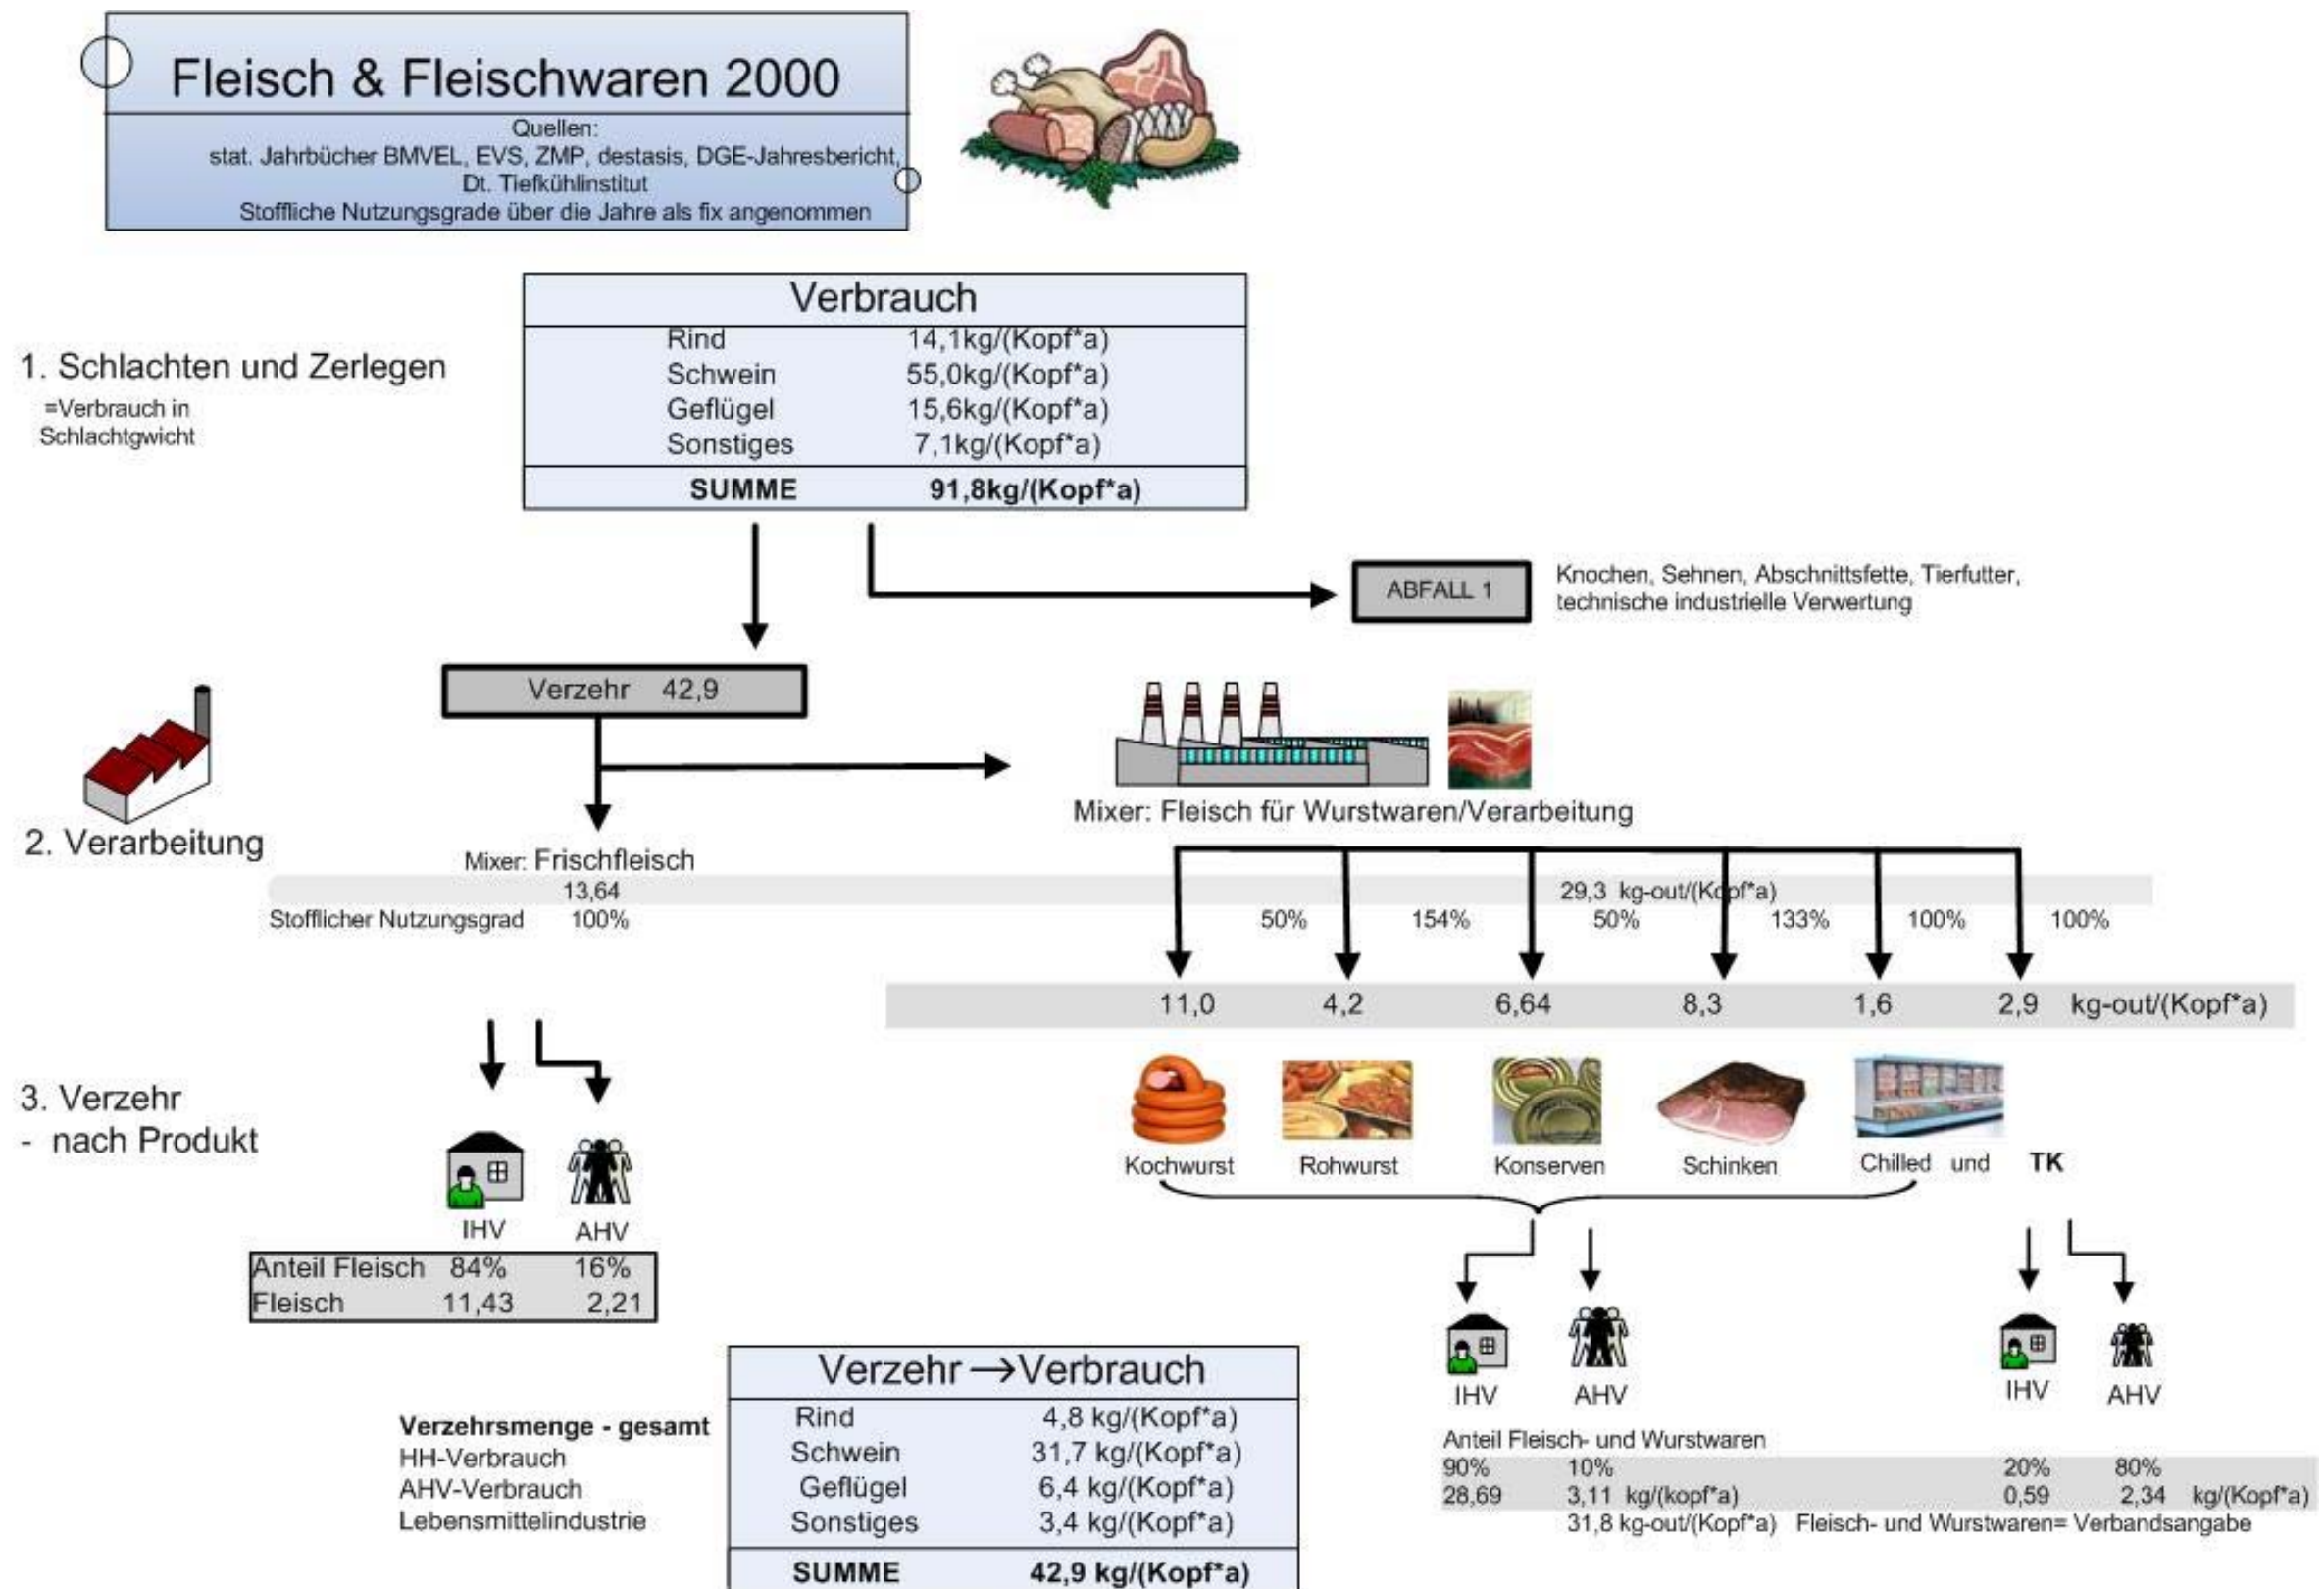 Fleisch & Fleischwaren 2000
Quellen:
stat. Jahrbücher BMVEL, EVS, ZMP, destasis, DGE-Jahresbericht,
Dt. Tiefkühlinstitut
Stoffliche Nutzungsgrade über die Jahre als fix angenommen
Verbrauch
Rind 14,1kg/(Kopf*a)
Schwein 55,0kg/(Kopf*a)
Geflügel 15,6kg/(Kopf*a)
Sonstiges 7,1kg/(Kopf*a)
SUMME 91,8kg/(Kopf*a)
1. Schlachten und Zerlegen
=Verbrauch in
Schlachtgwicht
ABFALL 1
Knochen, Sehnen, Abschnittsfette, Tierfutter,
technische industrielle Verwertung
Verzehr 42,9
2. Verarbeitung
Mixer: Fleisch für Wurstwaren/Verarbeitung
Mixer: Frischfleisch
13,64 29,3 kg-out/(Kopf*a)
Stofflicher Nutzungsgrad 100% 50% 154% 50% 133% 100% 100%
11,0 4,2 6,64 8,3 1,6 2,9 kg-out/(Kopf*a)
3. Verzehr
- nach Produkt
Kochwurst Rohwurst Konserven Schinken Chilled und TK
IHV AHV
Anteil Fleisch 84% 16%
Fleisch 11,43 2,21
IHV AHV IHV AHV
Anteil Fleisch- und Wurstwaren
90% 10% 20% 80%
28,69 3,11 kg/(kopf*a) 0,59 2,34 kg/(Kopf*a)
31,8 kg-out/(Kopf*a) Fleisch- und Wurstwaren= Verbandsangabe
Verzehrsmenge - gesamt
HH-Verbrauch
AHV-Verbrauch
Lebensmittelindustrie
Verzehr →Verbrauch
Rind 4,8 kg/(Kopf*a)
Schwein 31,7 kg/(Kopf*a)
Geflügel 6,4 kg/(Kopf*a)
Sonstiges 3,4 kg/(Kopf*a)
SUMME 42,9 kg/(Kopf*a)